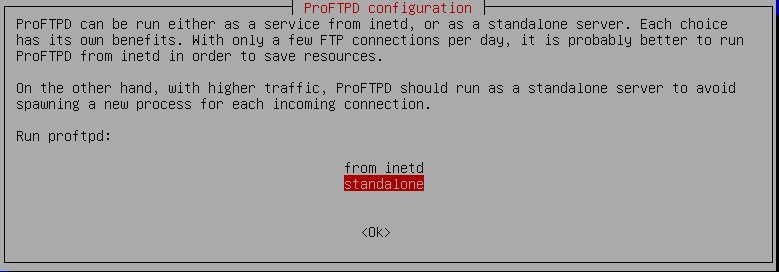 ProFTPD configuration
ProFTPD can be run either as a service from inetd, or as a standalone server. Each choice
has its own benefits. With only a few FTP connections per day, it is probably better to run
ProFTPD from inetd in order to save resources.
On the other hand, with higher traffic, ProFTPD should run as a standalone server to avoid
spawning a new process for each incoming connection.
Run proftpd:
from inetd
standalone
<Ok>